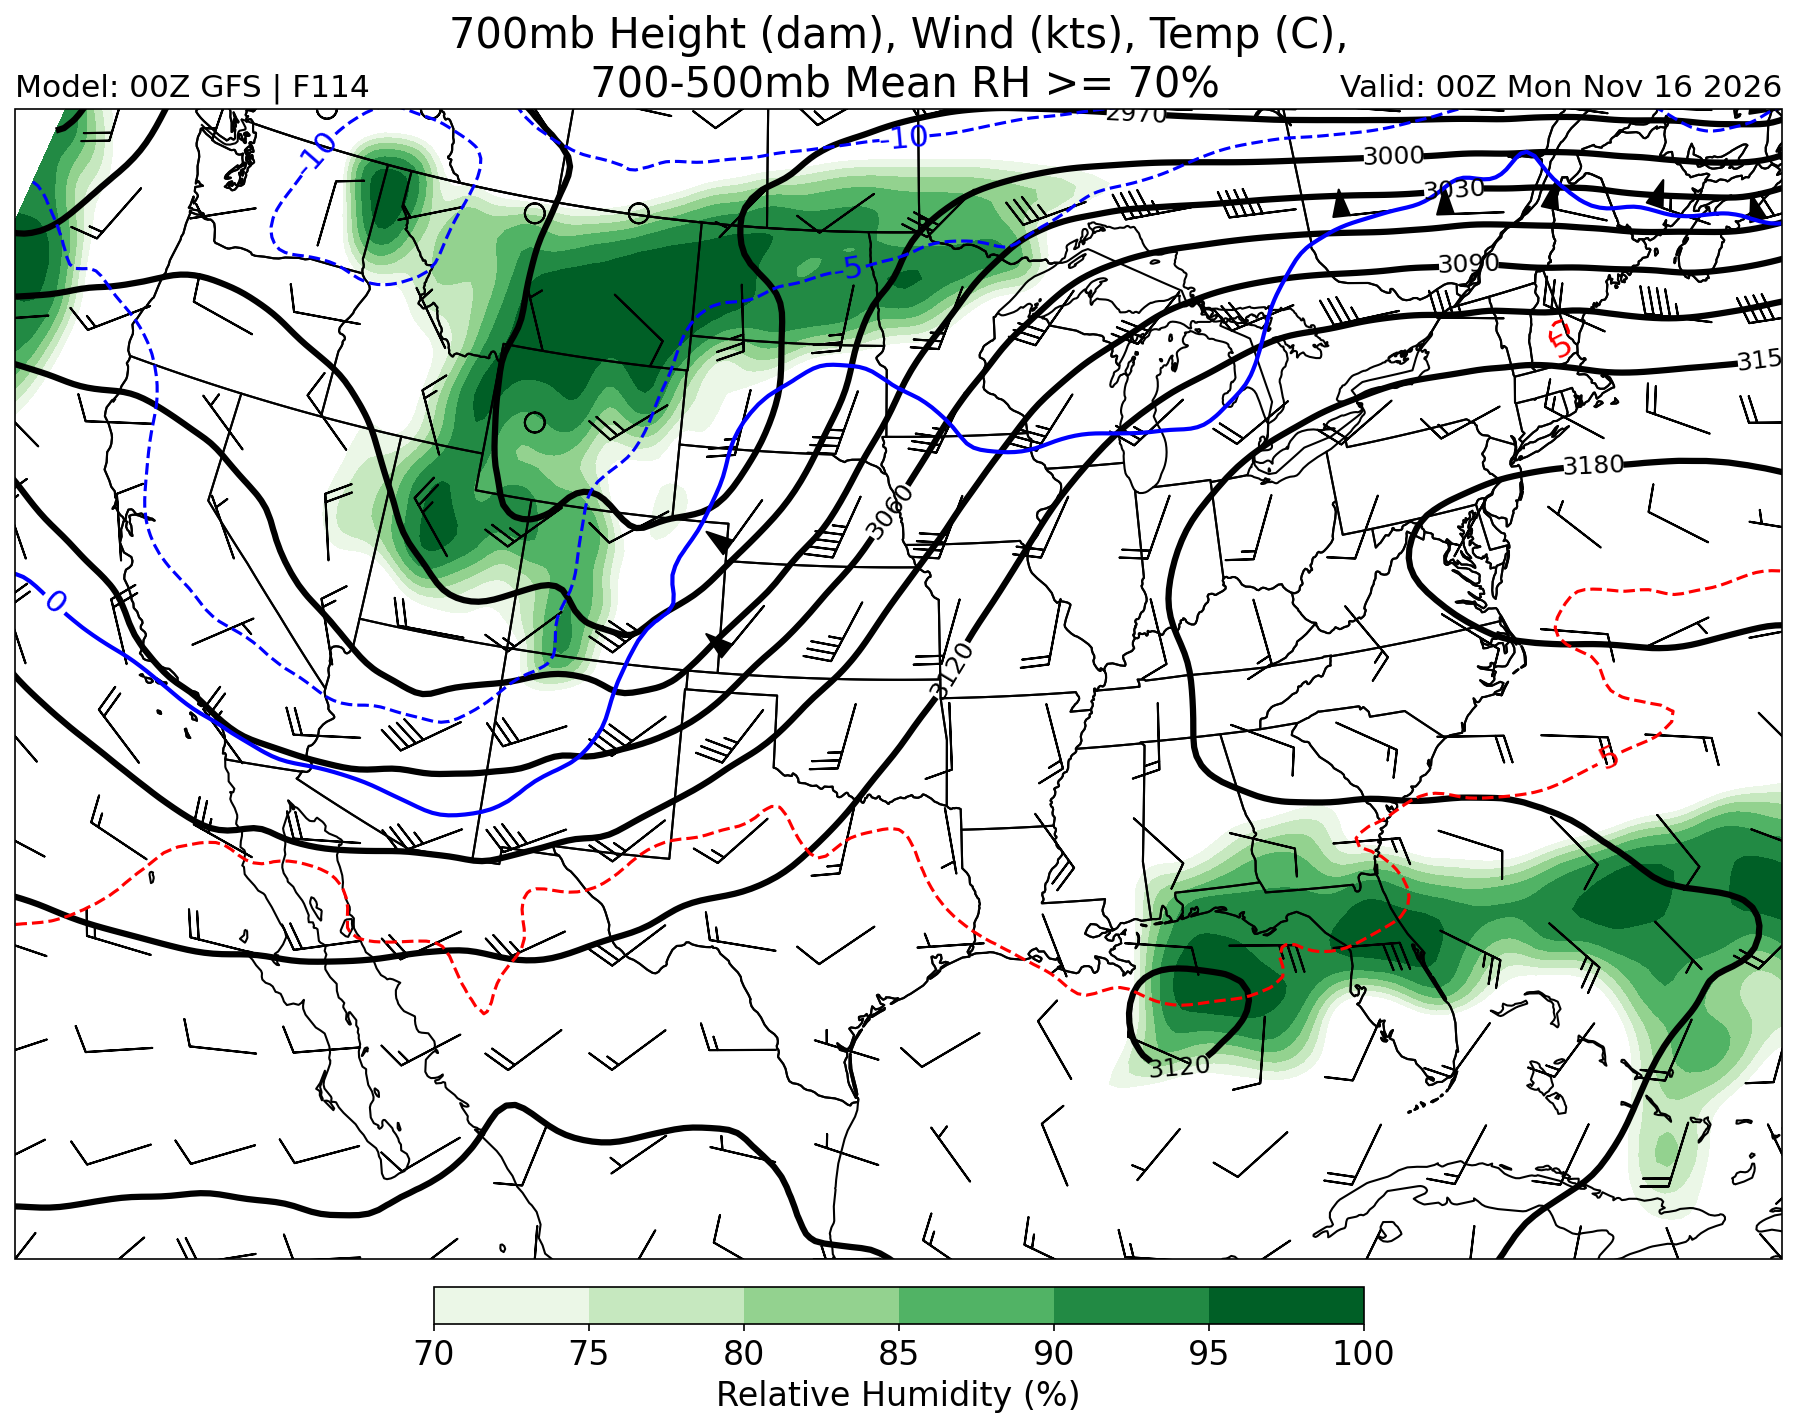 700mb Height (dam), Wind (kts), Temp (C),
700-500mb Mean RH >= 70%
Model: 00Z GFS | F114
Valid: 00Z Mon Nov 16 2026
2970
-10
-10
3000
3030
-5
3090
5
315
3180
3060
0
3120
5
3120
70 75 80 85 90 95 100
Relative Humidity (%)